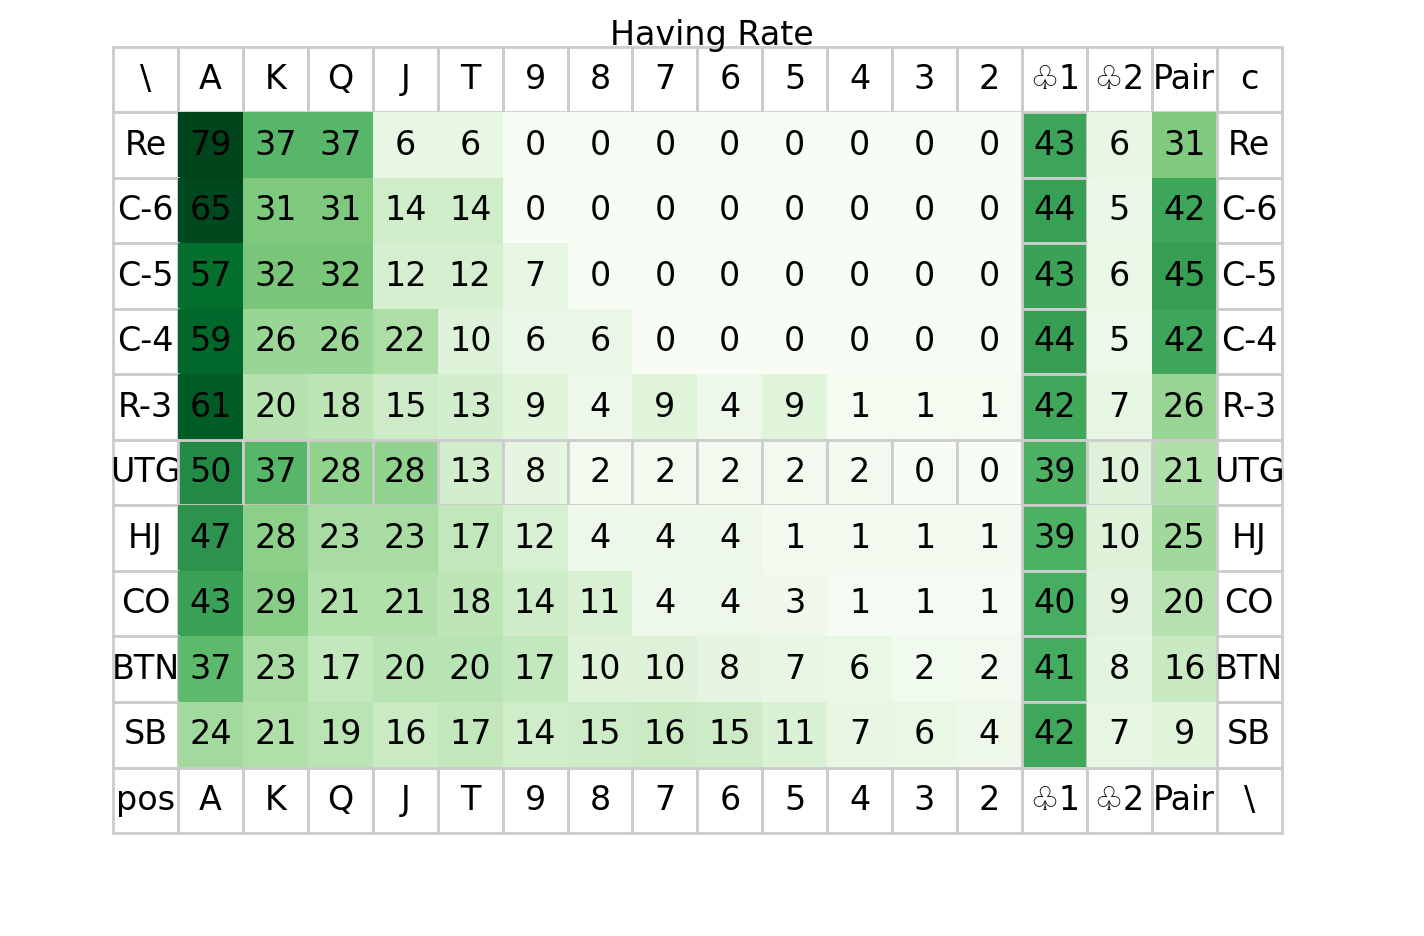 Having Rate
\ A K Q J T 9 8 7 6 5 4 3 2 ♧1 ♧2 Pair c
Re 79 37 37 6 6 0 0 0 0 0 0 0 0 43 6 31 Re
C-6 65 31 31 14 14 0 0 0 0 0 0 0 0 44 5 42 C-6
C-5 57 32 32 12 12 7 0 0 0 0 0 0 0 43 6 45 C-5
C-4 59 26 26 22 10 6 6 0 0 0 0 0 0 44 5 42 C-4
R-3 61 20 18 15 13 9 4 9 4 9 1 1 1 42 7 26 R-3
UTG 50 37 28 28 13 8 2 2 2 2 2 0 0 39 10 21 UTG
HJ 47 28 23 23 17 12 4 4 4 1 1 1 1 39 10 25 HJ
CO 43 29 21 21 18 14 11 4 4 3 1 1 1 40 9 20 CO
BTN 37 23 17 20 20 17 10 10 8 7 6 2 2 41 8 16 BTN
SB 24 21 19 16 17 14 15 16 15 11 7 6 4 42 7 9 SB
pos A K Q J T 9 8 7 6 5 4 3 2 ♧1 ♧2 Pair \